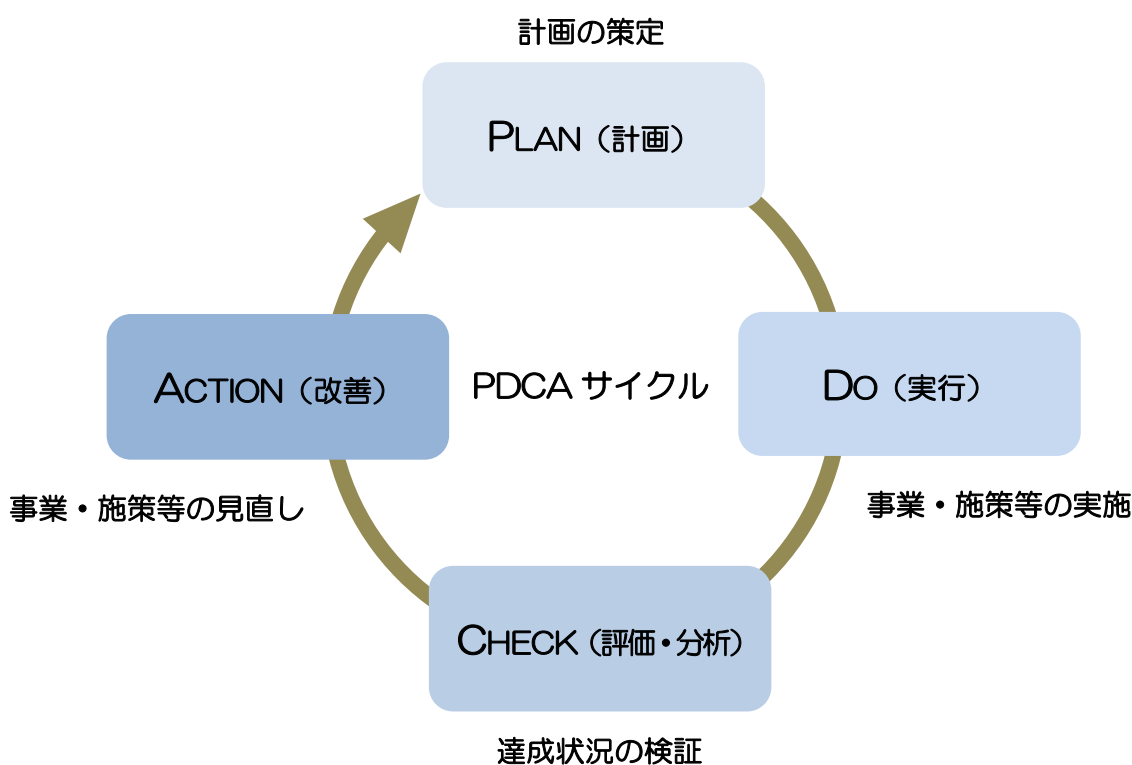 計画の策定
PLAN（計画）
ACTION（改善）
PDCA サイクル
DO（実行）
事業・施策等の見直し
事業・施策等の実施
CHECK（評価・分析）
達成状況の検証